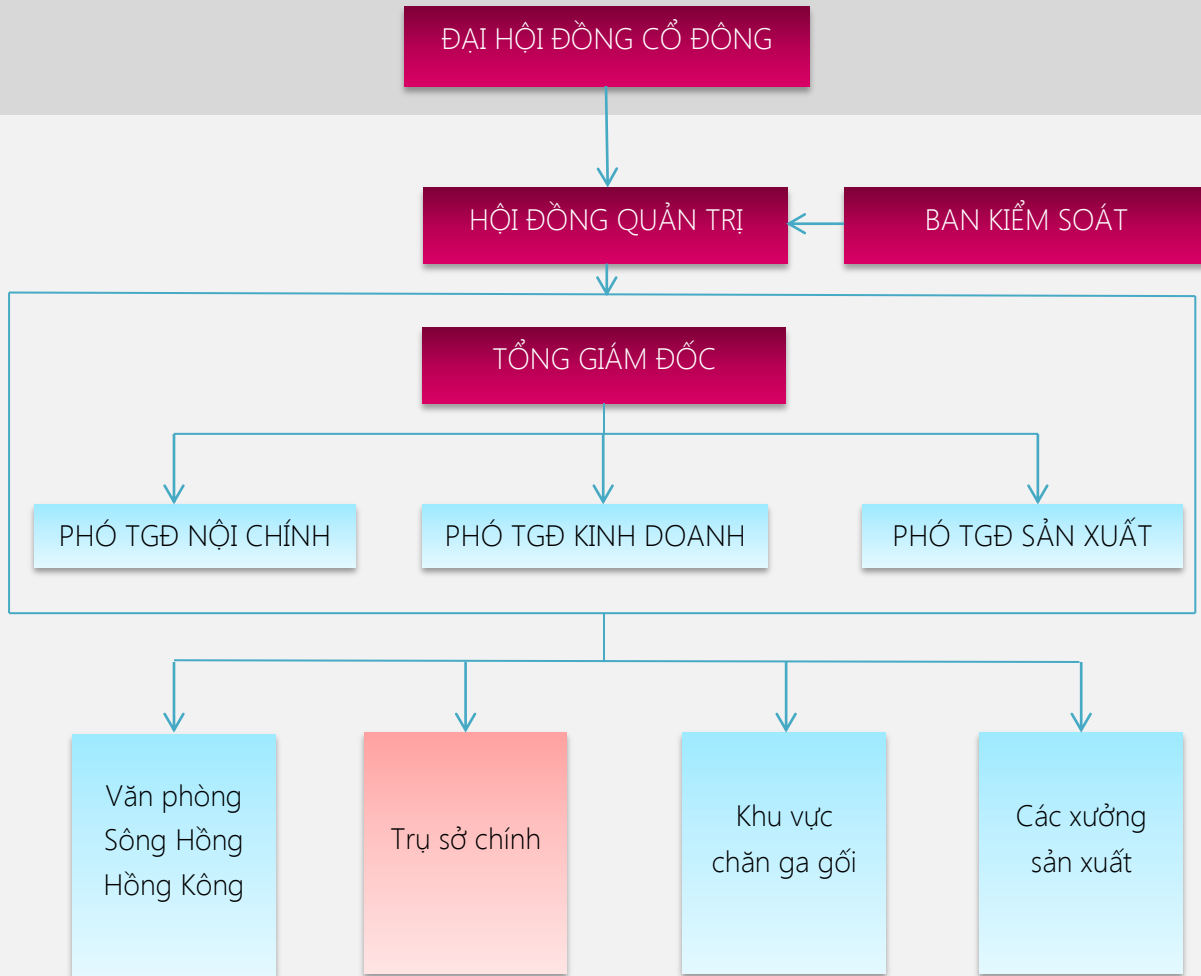 ĐẠI HỘI ĐỒNG CỔ ĐÔNG
HỘI ĐỒNG QUẢN TRỊ
BAN KIỂM SOÁT
TỔNG GIÁM ĐỐC
PHÓ TGĐ NỘI CHÍNH
PHÓ TGĐ KINH DOANH
PHÓ TGĐ SẢN XUẤT
Văn phòng
Sông Hồng
Hồng Kông
Trụ sở chính
Khu vực
chăn ga gối
Các xưởng
sản xuất